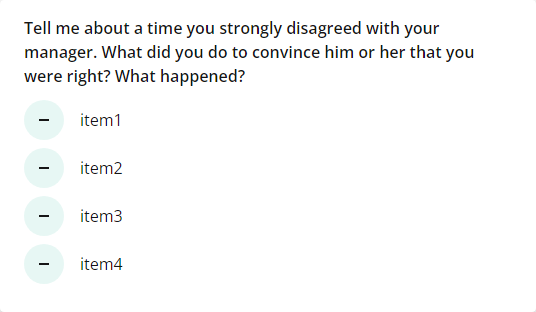 Tell me about a time you strongly disagreed with your
manager. What did you do to convince him or her that you
were right? What happened?
– item1
– item2
– item3
– item4